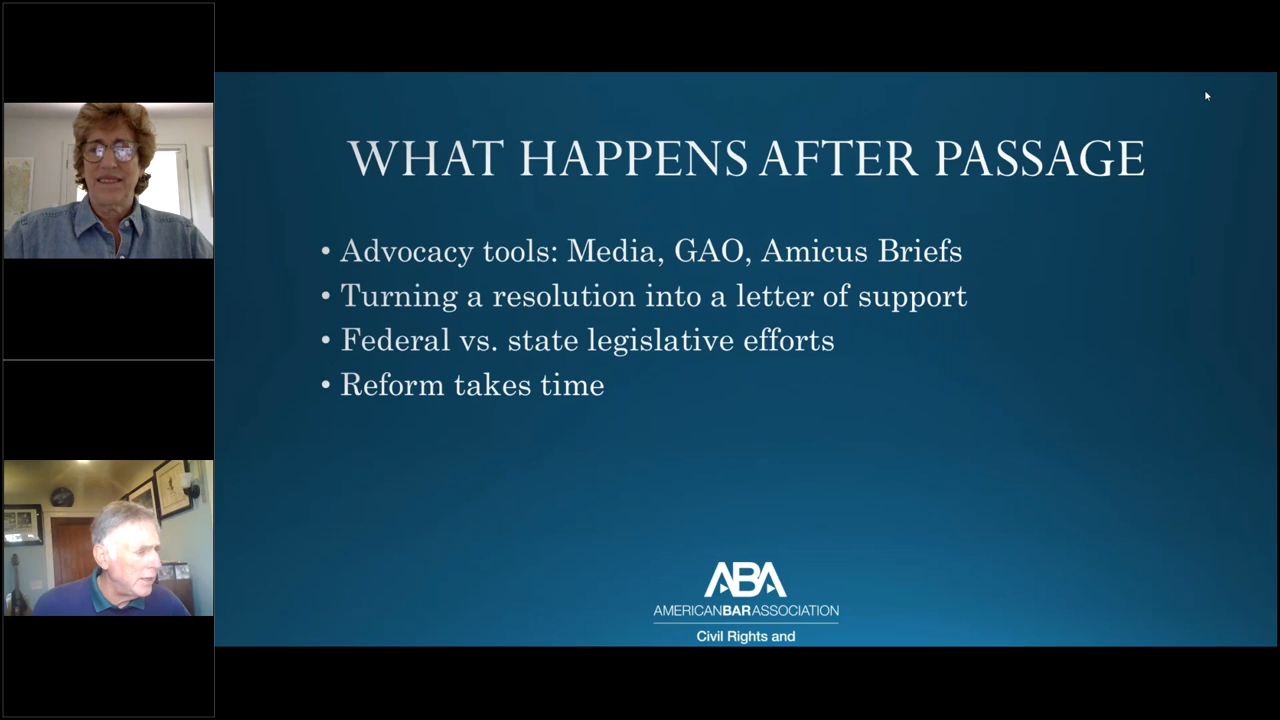 WHAT HAPPENS AFTER PASSAGE
• Advocacy tools: Media, GAO, Amicus Briefs
• Turning a resolution into a letter of support
• Federal vs. state legislative efforts
• Reform takes time
ABA
AMERICANBARASSOCIATION
Civil Rights and